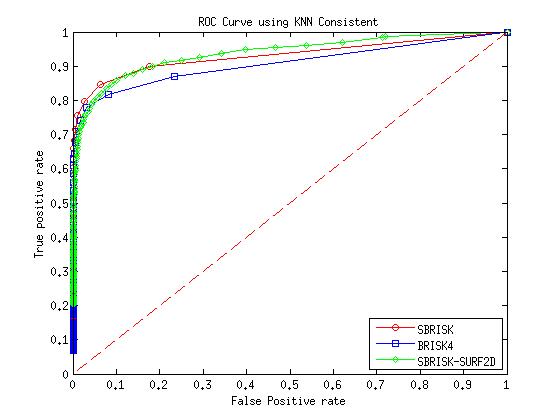 ROC Curve using KNN Consistent
1
0.9
0.8
0.7
0.6
0.5
0.4
0.3
0.2
0.1
0
True positive rate
SBRISK
BRISK4
SBRISK-SURF2D
0 0.1 0.2 0.3 0.4 0.5 0.6 0.7 0.8 0.9 1
False Positive rate